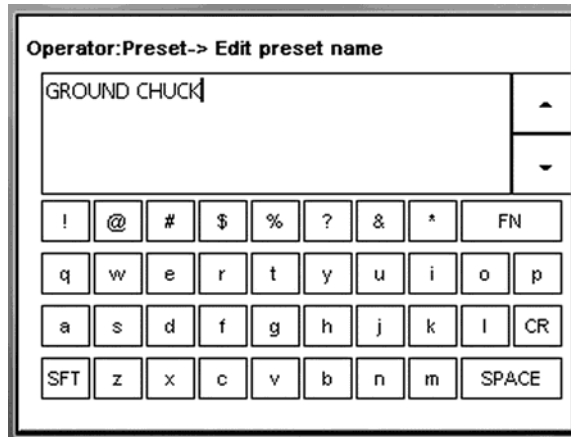 Operator:Preset-> Edit preset name
GROUND CHUCK
! @ # $ % ? & * FN
q w e r t y u i o p
a s d f g h j k l CR
SFT z x c v b n m SPACE